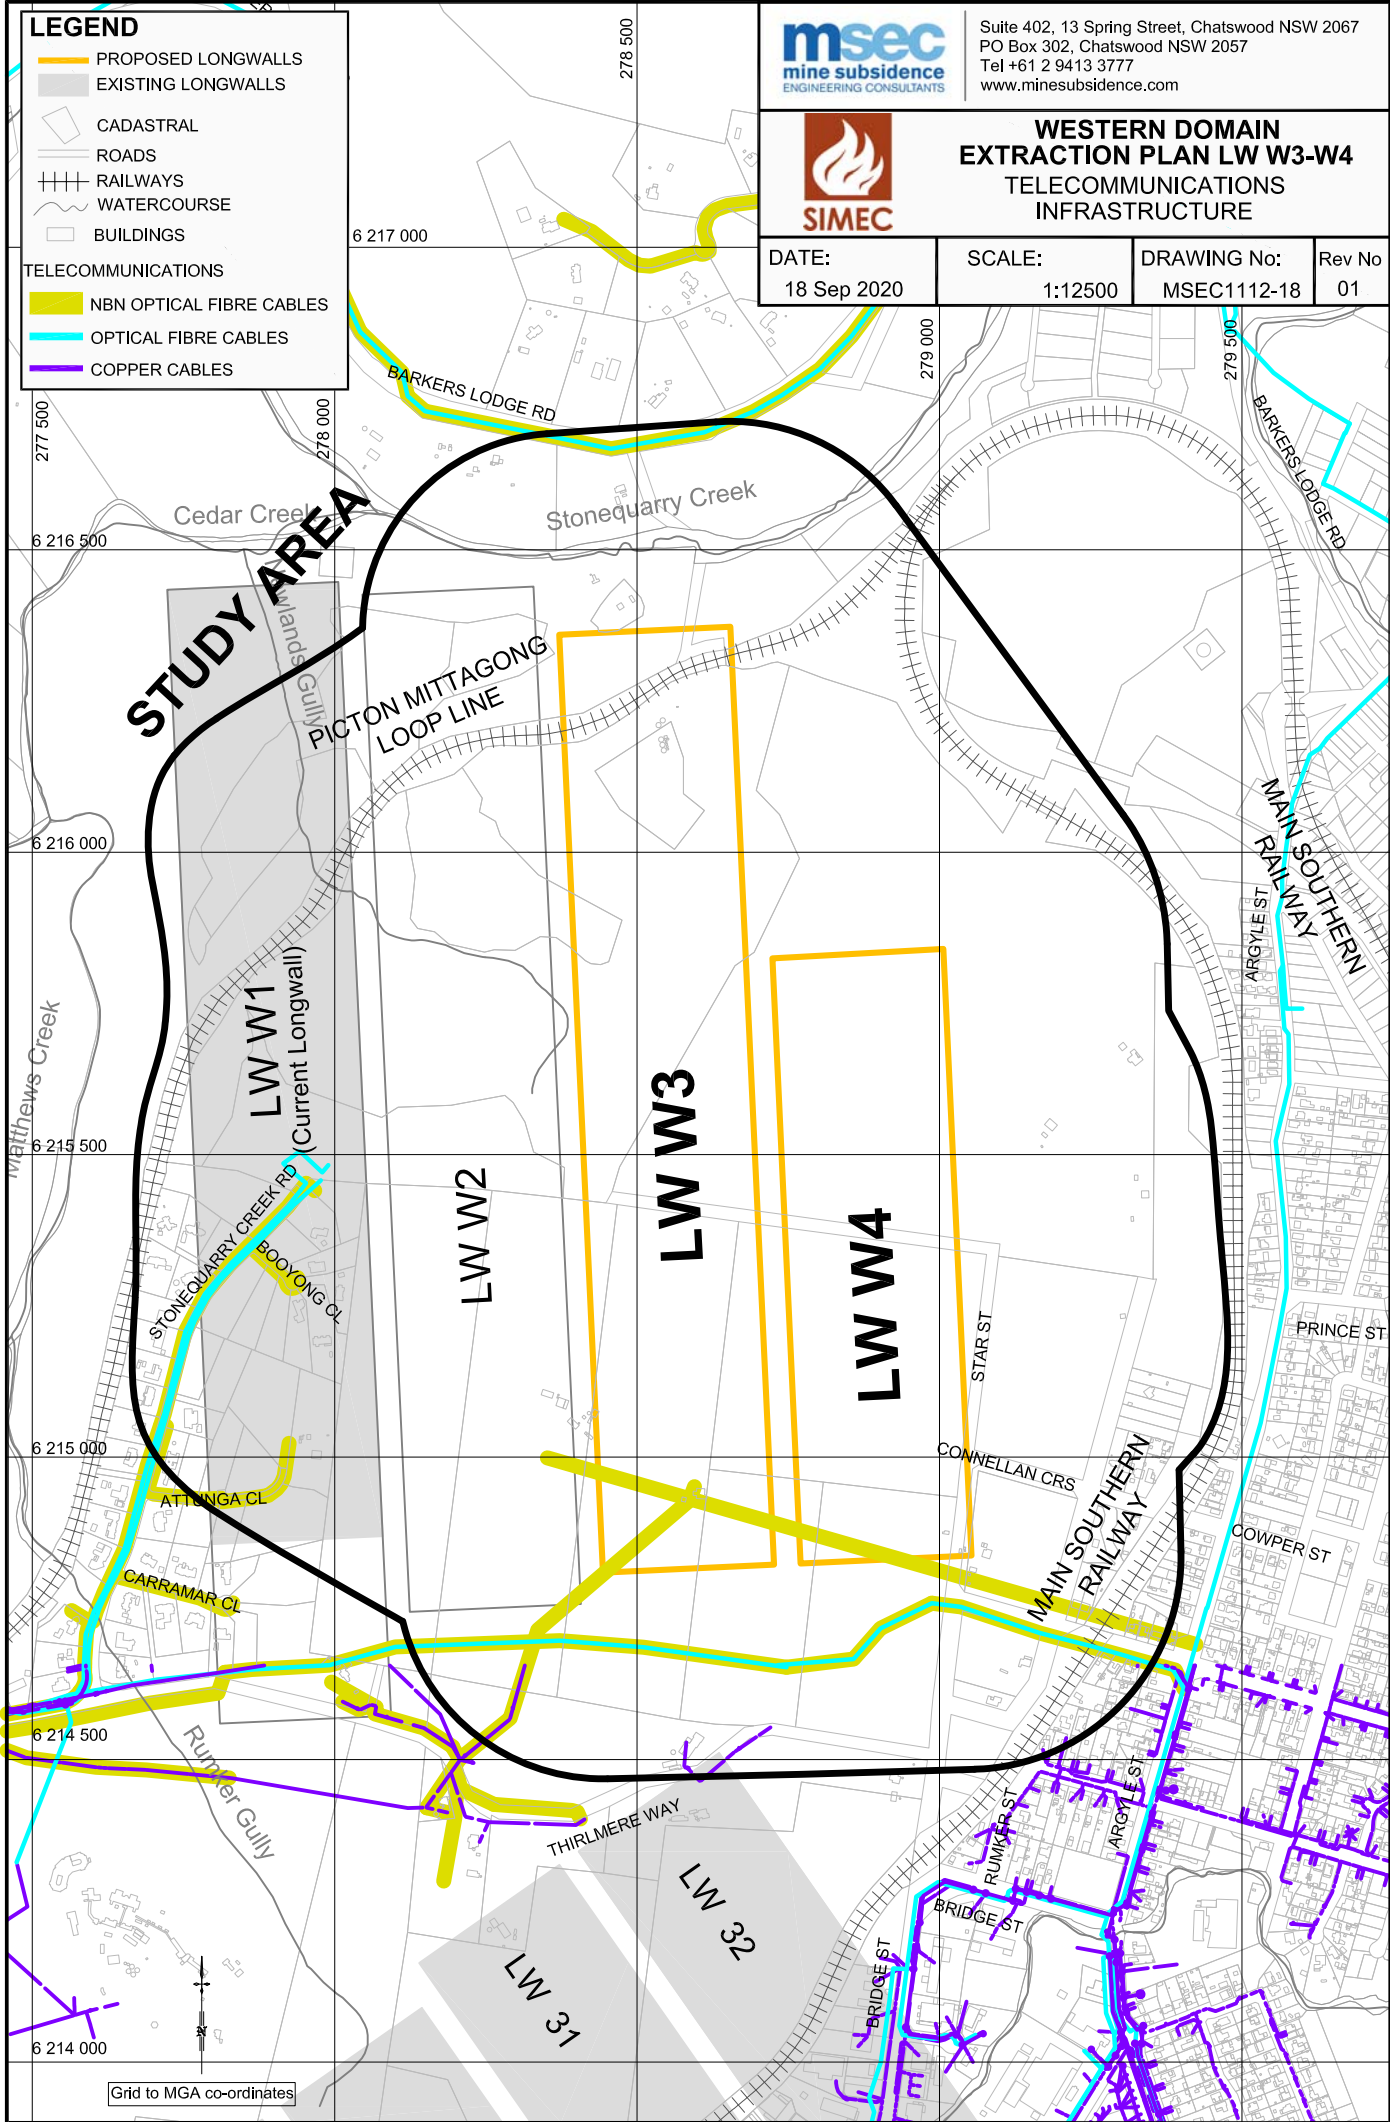 LEGEND
PROPOSED LONGWALLS
EXISTING LONGWALLS
CADASTRAL
ROADS
RAILWAYS
WATERCOURSE
BUILDINGS
TELECOMMUNICATIONS
NBN OPTICAL FIBRE CABLES
OPTICAL FIBRE CABLES
COPPER CABLES
msec
mine subsidence
ENGINEERING CONSULTANTS
Suite 402, 13 Spring Street, Chatswood NSW 2067
PO Box 302, Chatswood NSW 2057
Tel +61 2 9413 3777
www.minesubsidence.com
SIMEC
WESTERN DOMAIN
EXTRACTION PLAN LW W3-W4
TELECOMMUNICATIONS
INFRASTRUCTURE
DATE:
18 Sep 2020
SCALE:
1:12500
DRAWING No:
MSEC1112-18
Rev No
01
278 500
6 217 000
277 500
278 000
279 000
279 500
BARKERS LODGE RD
BARKERS LODGE RD
Cedar Creek
Stonequarry Creek
6 216 500
STUDY AREA
Newlands Gully
PICTON MITTAGONG
LOOP LINE
6 216 000
MAIN SOUTHERN
RAILWAY
ARGYLE ST
Matthews Creek
LW W1
(Current Longwall)
LW W2
LW W3
LW W4
6 215 500
STONEQUARRY CREEK RD
BOOYONG CL
STAR ST
PRINCE ST
6 215 000
CONNELLAN CRS
ATTUNGA CL
MAIN SOUTHERN
RAILWAY
COWPER ST
CARRAMAR CL
6 214 500
Rumker Gully
THIRLMERE WAY
RUMKER ST
ARGYLE ST
LW 32
LW 31
BRIDGE ST
BRIDGE ST
6 214 000
N
Grid to MGA co-ordinates